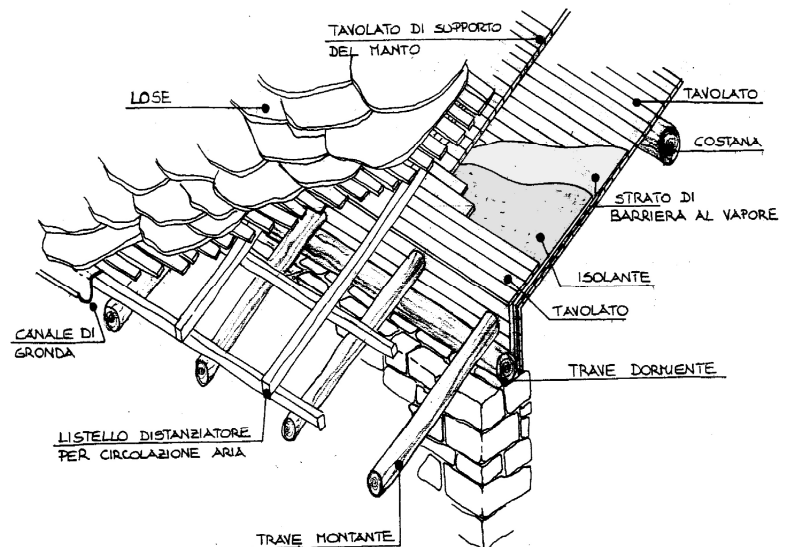 TAVOLATO DI SUPPORTO
DEL MANTO
LOSE
TAVOLATO
COSTANA
STRATO DI
BARRIERA AL VAPORE
ISOLANTE
TAVOLATO
CANALE DI
GRONDA
TRAVE DORMIENTE
LISTELLO DISTANZIATORE
PER CIRCOLAZIONE ARIA
TRAVE MONTANTE